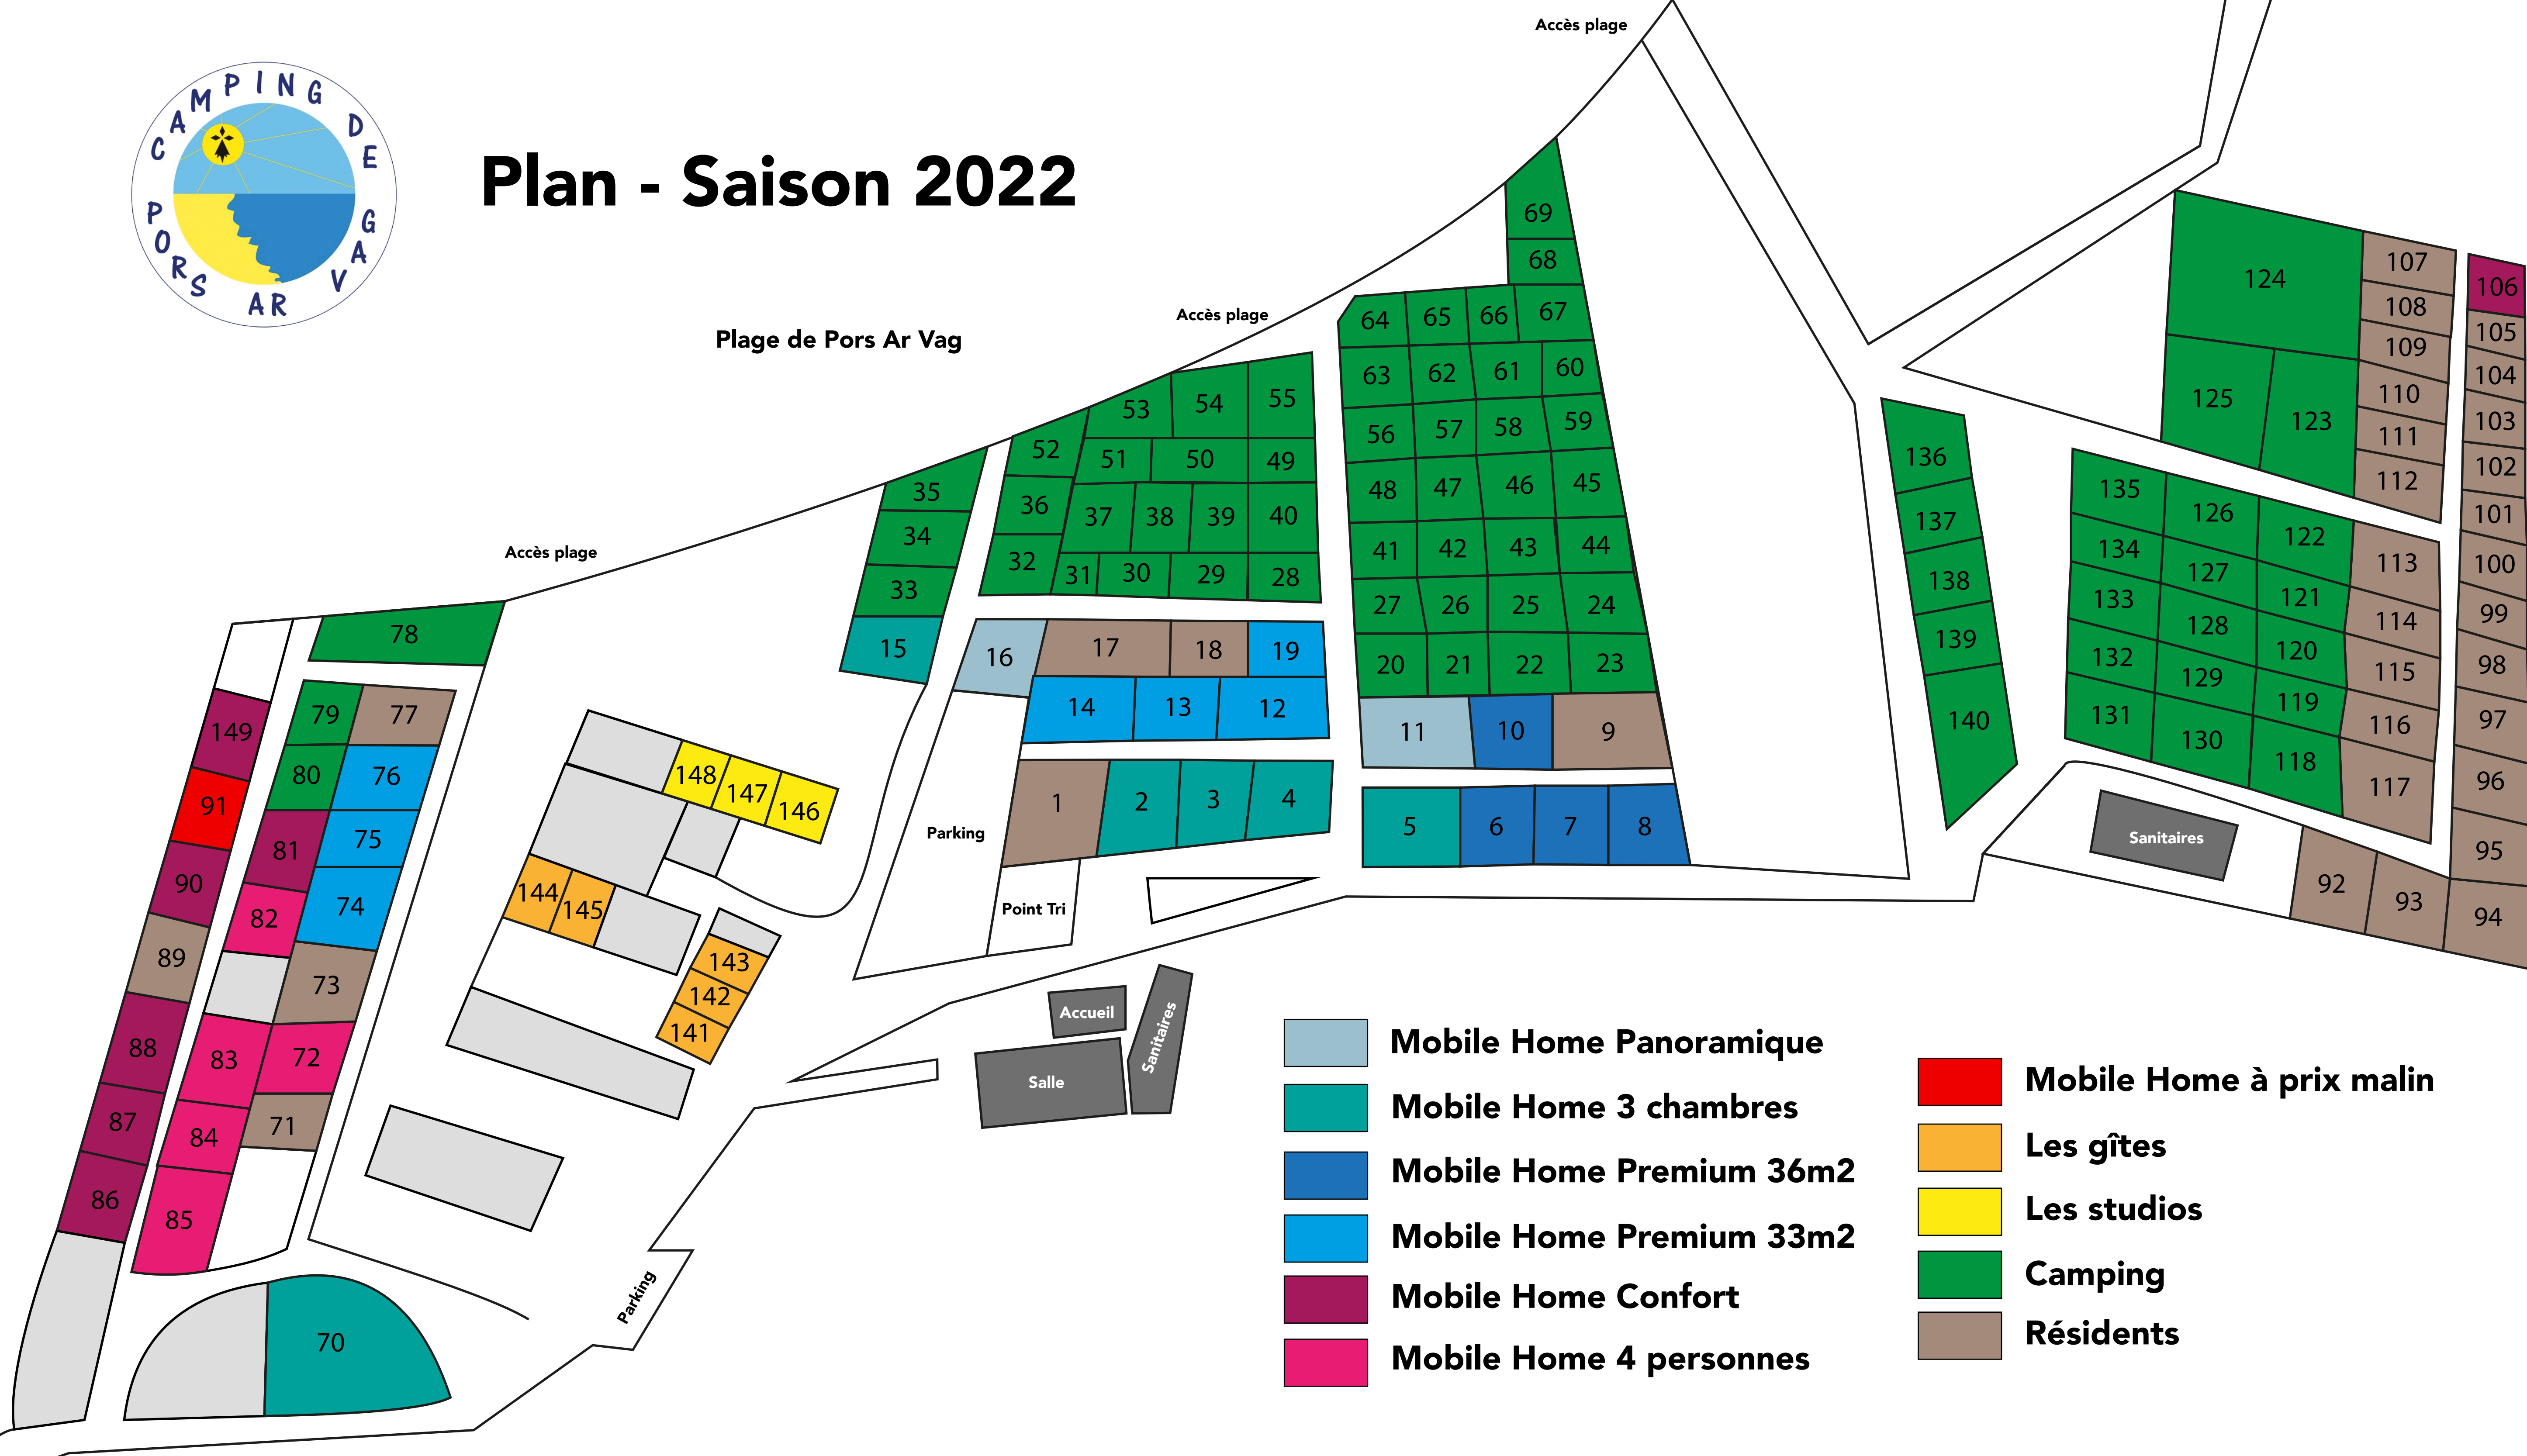 CAMPING DE GAV
PORS AR
Plan - Saison 2022
Accès plage
Accès plage
Plage de Pors Ar Vag
Accès plage
69
68
64 65 66 67
63 62 61 60
56 57 58 59
48 47 46 45
41 42 43 44
27 26 25 24
20 21 22 23
11 10 9
5 6 7 8
53 54 55
52 51 50 49
36 37 38 39 40
32 31 30 29 28
35
34
33
15
16 17 18 19
14 13 12
1 2 3 4
Parking
Point Tri
78
79 77
80 76
81 75
82 74
73
83 72
84 71
85
149
91
90
89
88
87
86
70
148 147 146
144 145
143
142
141
Parking
Accueil
Salle
Sanitaires
136
137
138
139
140
124
125 123
107
108
109
110
111
112
106
105
104
103
102
101
100
99
98
97
96
95
94
135 126 122 113
134 127 121 114
133 128 120 115
132 129 119 116
131 130 118 117
Sanitaires
92 93
Mobile Home Panoramique
Mobile Home 3 chambres
Mobile Home Premium 36m2
Mobile Home Premium 33m2
Mobile Home Confort
Mobile Home 4 personnes
Mobile Home à prix malin
Les gîtes
Les studios
Camping
Résidents